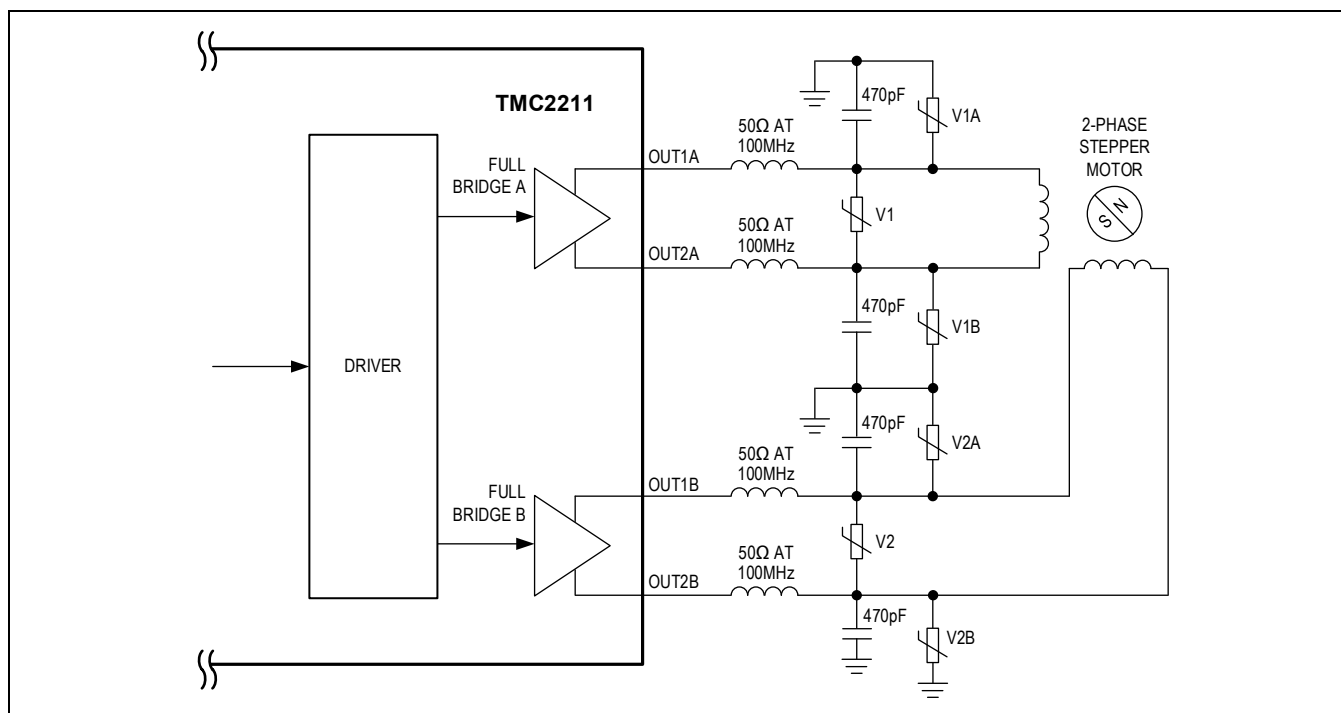 TMC2211
FULL
BRIDGE A
DRIVER
FULL
BRIDGE B
OUT1A
OUT2A
OUT1B
OUT2B
50Ω AT
100MHz
50Ω AT
100MHz
50Ω AT
100MHz
50Ω AT
100MHz
470pF
V1A
V1
470pF
V1B
470pF
V2A
V2
470pF
V2B
2-PHASE
STEPPER
MOTOR
S N